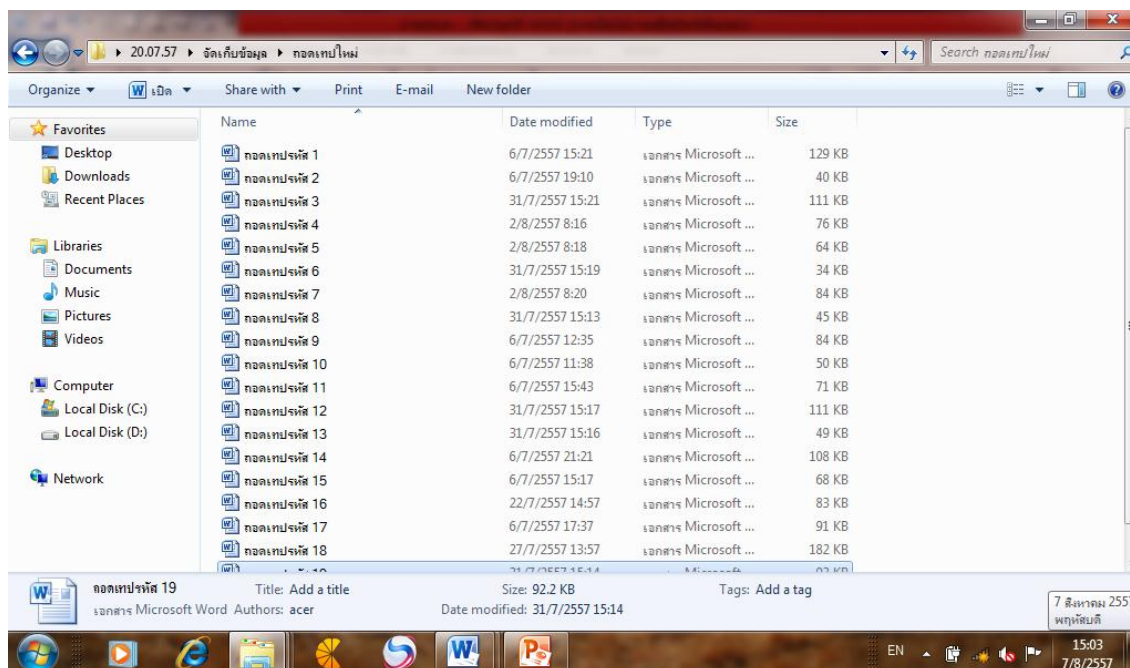 20.07.57 ▸ จัดเก็บข้อมูล ▸ ถอดเทปใหม่
Search ถอดเทปใหม่
Organize เปิด Share with Print E-mail New folder
Name Date modified Type Size
Favorites
Desktop
Downloads
Recent Places
Libraries
Documents
Music
Pictures
Videos
Computer
Local Disk (C:)
Local Disk (D:)
Network
ถอดเทปรหัส 1 6/7/2557 15:21 เอกสาร Microsoft ... 129 KB
ถอดเทปรหัส 2 6/7/2557 19:10 เอกสาร Microsoft ... 40 KB
ถอดเทปรหัส 3 31/7/2557 15:21 เอกสาร Microsoft ... 111 KB
ถอดเทปรหัส 4 2/8/2557 8:16 เอกสาร Microsoft ... 76 KB
ถอดเทปรหัส 5 2/8/2557 8:18 เอกสาร Microsoft ... 64 KB
ถอดเทปรหัส 6 31/7/2557 15:19 เอกสาร Microsoft ... 34 KB
ถอดเทปรหัส 7 2/8/2557 8:20 เอกสาร Microsoft ... 84 KB
ถอดเทปรหัส 8 31/7/2557 15:13 เอกสาร Microsoft ... 45 KB
ถอดเทปรหัส 9 6/7/2557 12:35 เอกสาร Microsoft ... 84 KB
ถอดเทปรหัส 10 6/7/2557 11:38 เอกสาร Microsoft ... 50 KB
ถอดเทปรหัส 11 6/7/2557 15:43 เอกสาร Microsoft ... 71 KB
ถอดเทปรหัส 12 31/7/2557 15:17 เอกสาร Microsoft ... 111 KB
ถอดเทปรหัส 13 31/7/2557 15:16 เอกสาร Microsoft ... 49 KB
ถอดเทปรหัส 14 6/7/2557 21:21 เอกสาร Microsoft ... 108 KB
ถอดเทปรหัส 15 6/7/2557 15:17 เอกสาร Microsoft ... 68 KB
ถอดเทปรหัส 16 22/7/2557 14:57 เอกสาร Microsoft ... 83 KB
ถอดเทปรหัส 17 6/7/2557 17:37 เอกสาร Microsoft ... 91 KB
ถอดเทปรหัส 18 27/7/2557 13:57 เอกสาร Microsoft ... 182 KB
ถอดเทปรหัส 19 Title: Add a title Size: 92.2 KB Tags: Add a tag
เอกสาร Microsoft Word Authors: acer Date modified: 31/7/2557 15:14
7 สิงหาคม 255
พฤหัสบดี
EN 15:03
7/8/2557